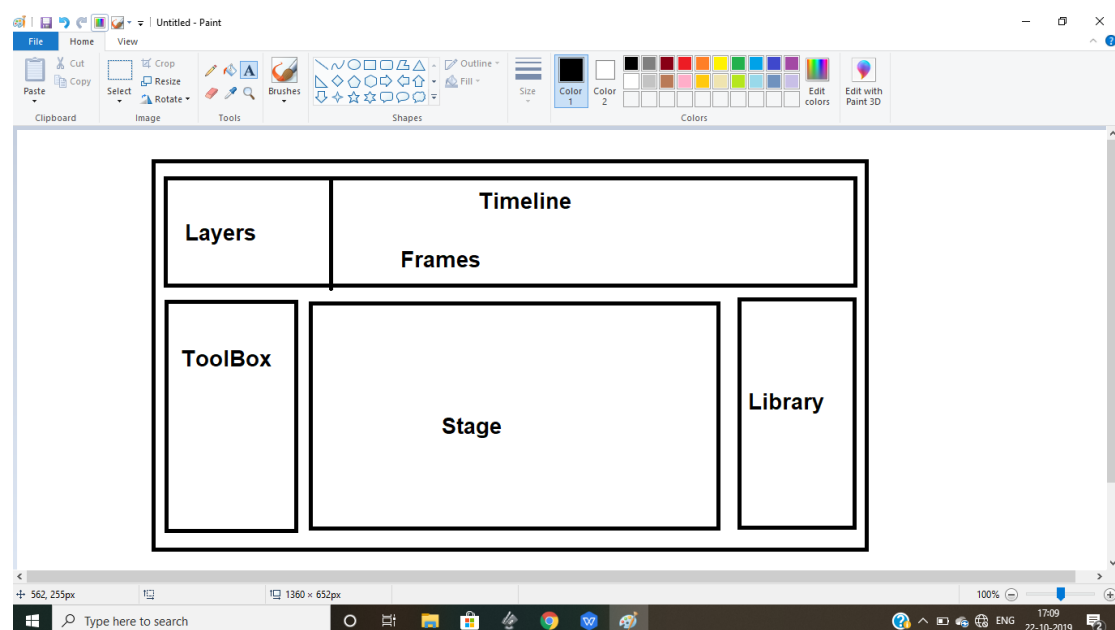 Untitled - Paint
File Home View
Paste
Cut
Copy
Clipboard
Select
Crop
Resize
Rotate
Image
A
Tools
Brushes
Outline
Fill
Shapes
Size
Color 1
Color 2
Edit colors
Colors
Edit with Paint 3D
Timeline
Layers
Frames
ToolBox
Stage
Library
562, 255px
1360 × 652px
100%
Type here to search
ENG
17:09
22-10-2019
2